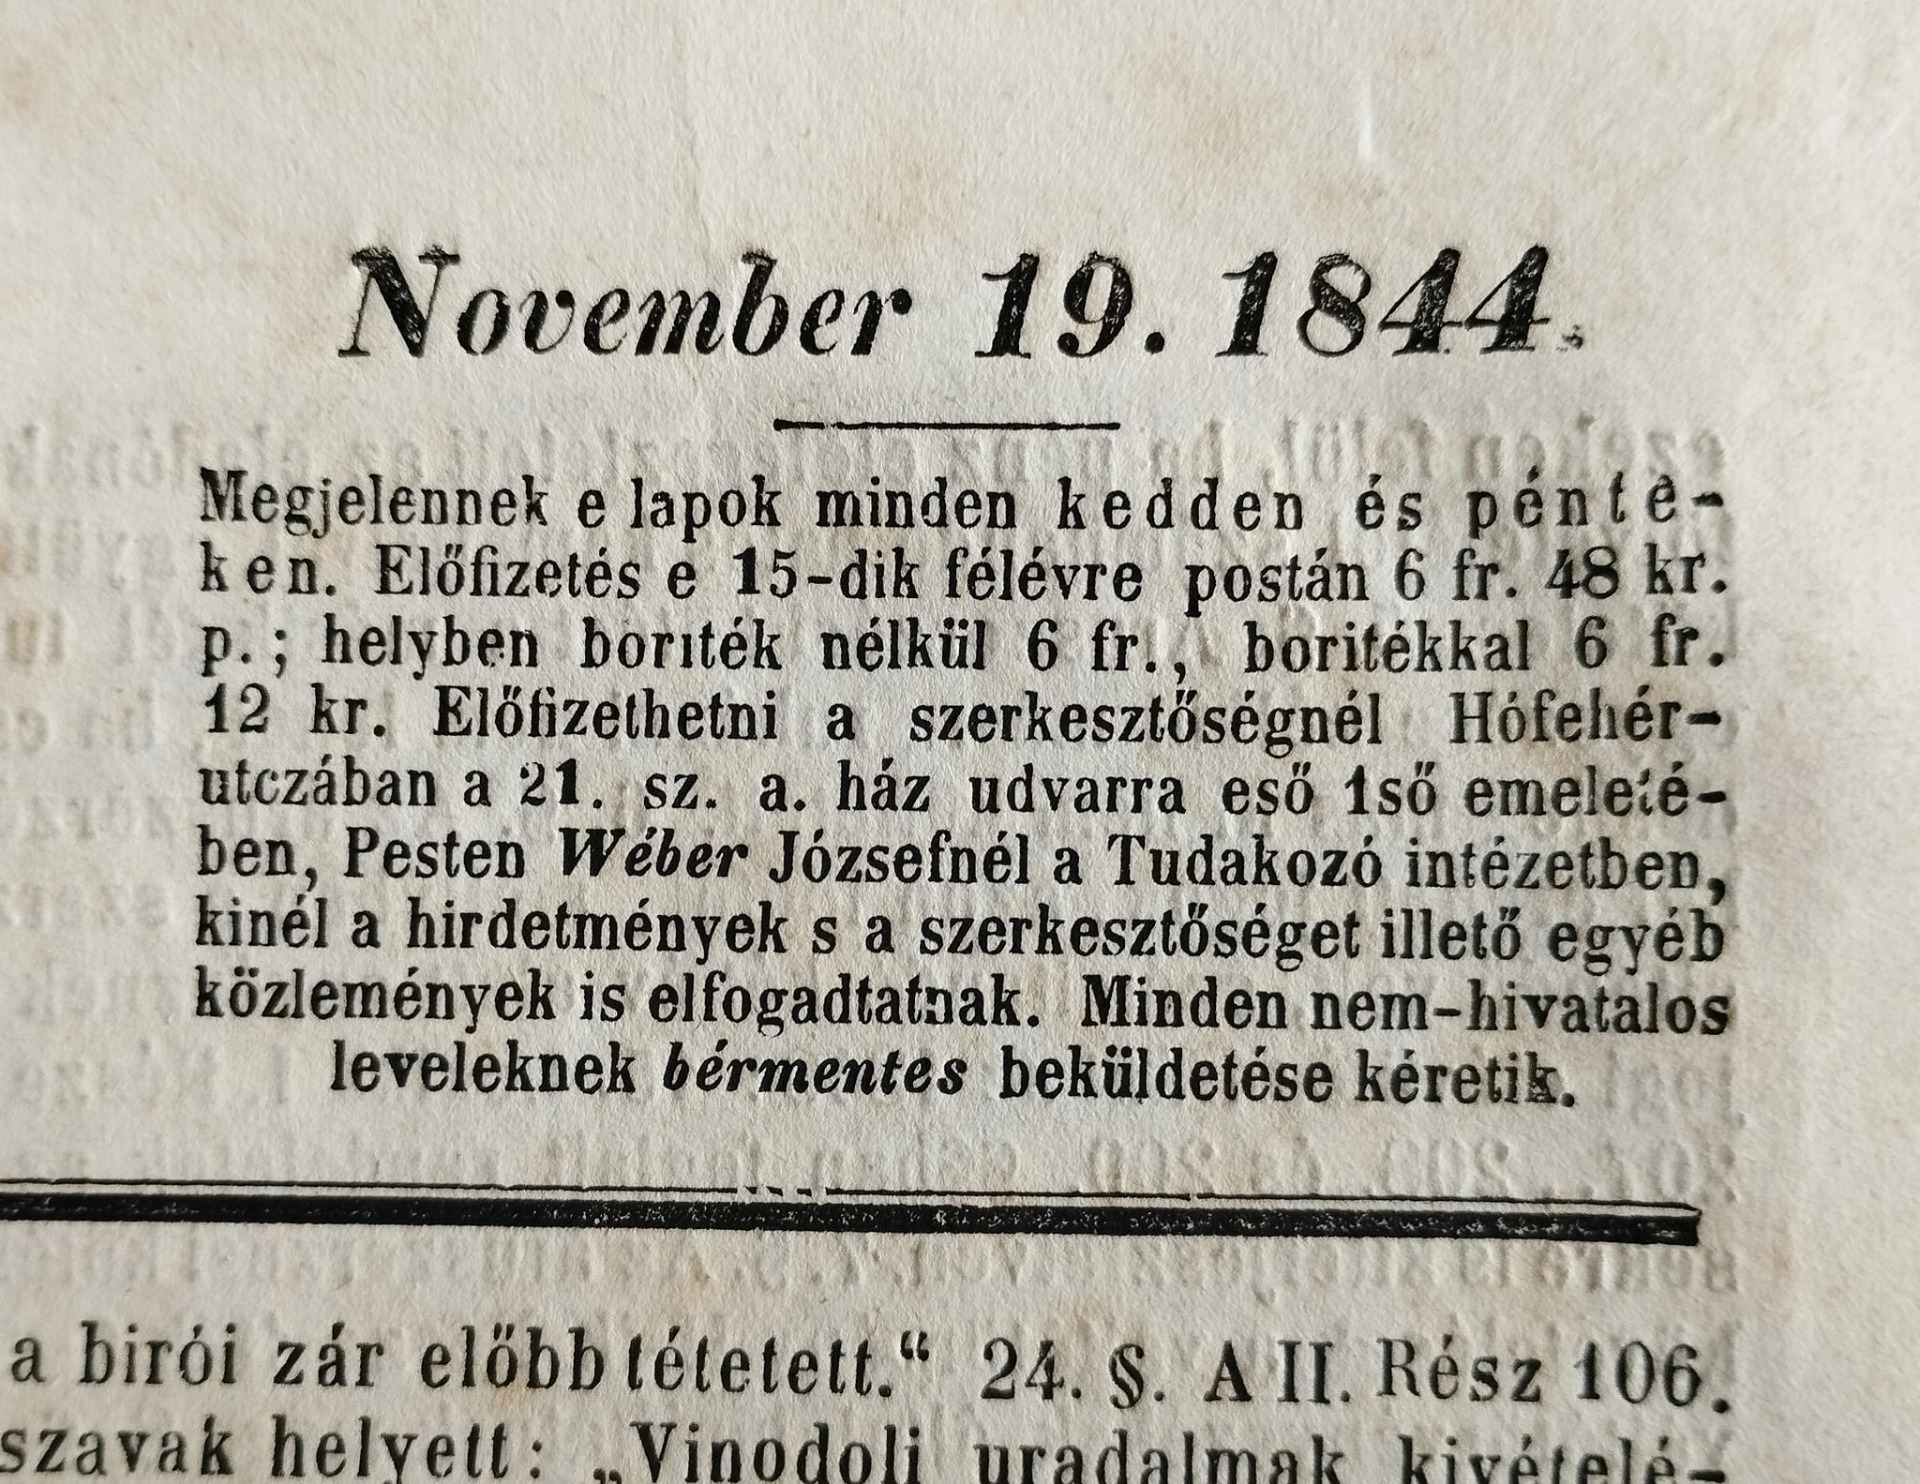 November 19. 1844.
Megjelennek e lapok minden kedden és pénte-
ken. Előfizetés e 15-dik félévre postán 6 fr. 48 kr.
p.; helyben boriték nélkül 6 fr., boritékkal 6 fr.
12 kr. Előfizethetni a szerkesztőségnél Hófehér-
utczában a 21. sz. a. ház udvarra eső 1ső emeleté-
ben, Pesten Wéber Józsefnél a Tudakozó intézetben,
kinél a hirdetmények s a szerkesztőséget illető egyéb
közlemények is elfogadtatnak. Minden nem-hivatalos
leveleknek bérmentes beküldetése kéretik.
a birói zár előbb tétetett.“ 24. §. A II. Rész 106.
szavak helyett: „Vinodoli uradalmak kivételé-